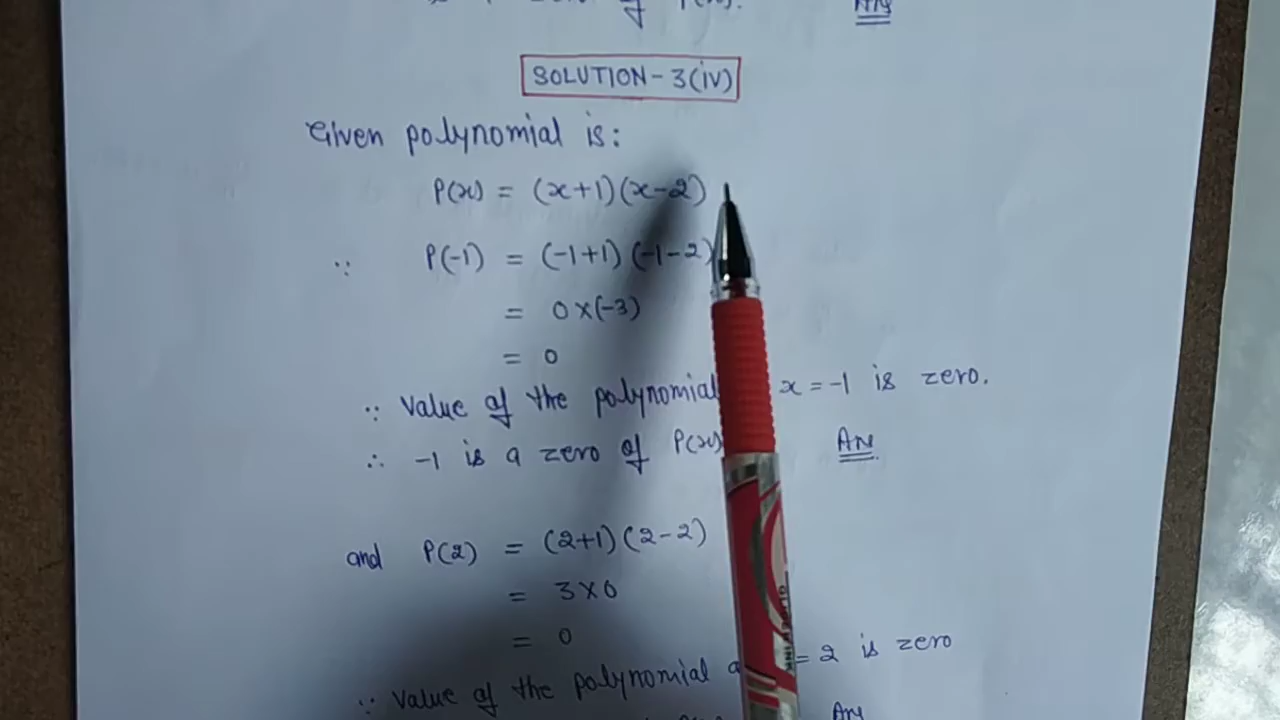 SOLUTION - 3(iv)
Given polynomial is:
P(x) = (x+1)(x-2)
∵ P(-1) = (-1+1)(-1-2)
= 0×(-3)
= 0
∵ Value of the polynomial x = -1 is zero.
∴ -1 is a zero of P(x) Ans
and P(2) = (2+1)(2-2)
= 3×0
= 0
∵ Value of the polynomial a = 2 is zero
Ans